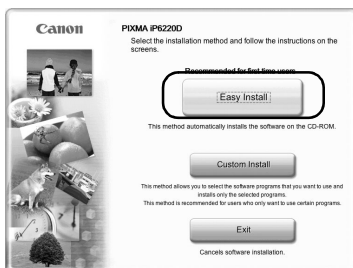 Canon
PIXMA iP6220D
Select the installation method and follow the instructions on the
screens.
Recommended for first time users
Easy Install
This method automatically installs the software on the CD-ROM.
Custom Install
This method allows you to select the software programs that you want to use and
installs only the selected programs.
This method is recommended for users who only want to use certain programs.
Exit
Cancels software installation.